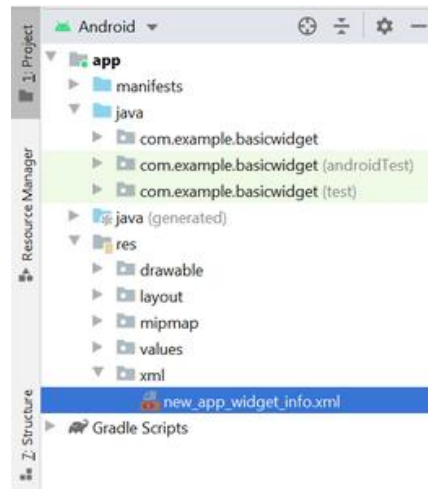 1: Project
Resource Manager
Z: Structure
Android
app
manifests
java
com.example.basicwidget
com.example.basicwidget (androidTest)
com.example.basicwidget (test)
java (generated)
res
drawable
layout
mipmap
values
xml
new_app_widget_info.xml
Gradle Scripts